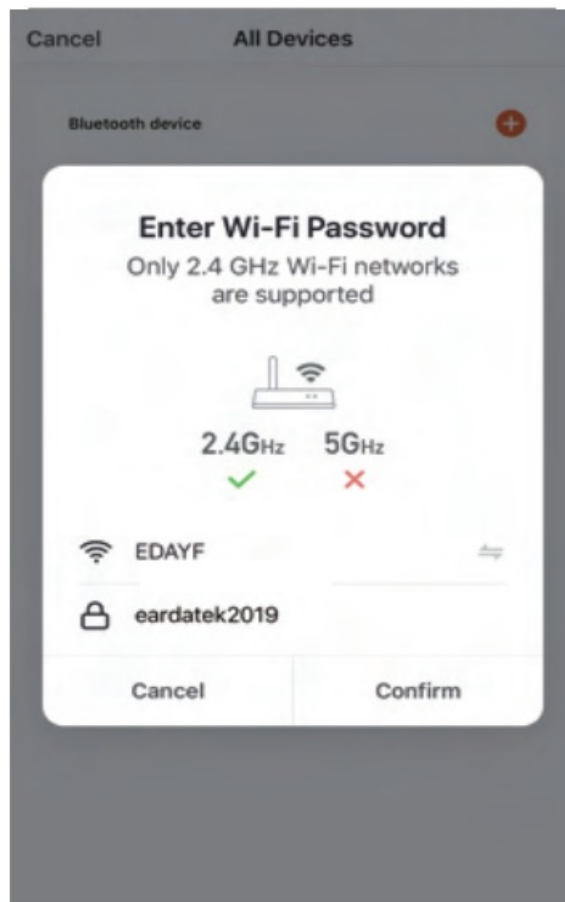 Cancel All Devices
Bluetooth device
Enter Wi-Fi Password
Only 2.4 GHz Wi-Fi networks
are supported
2.4GHz 5GHz
EDAYF
eardatek2019
Cancel Confirm